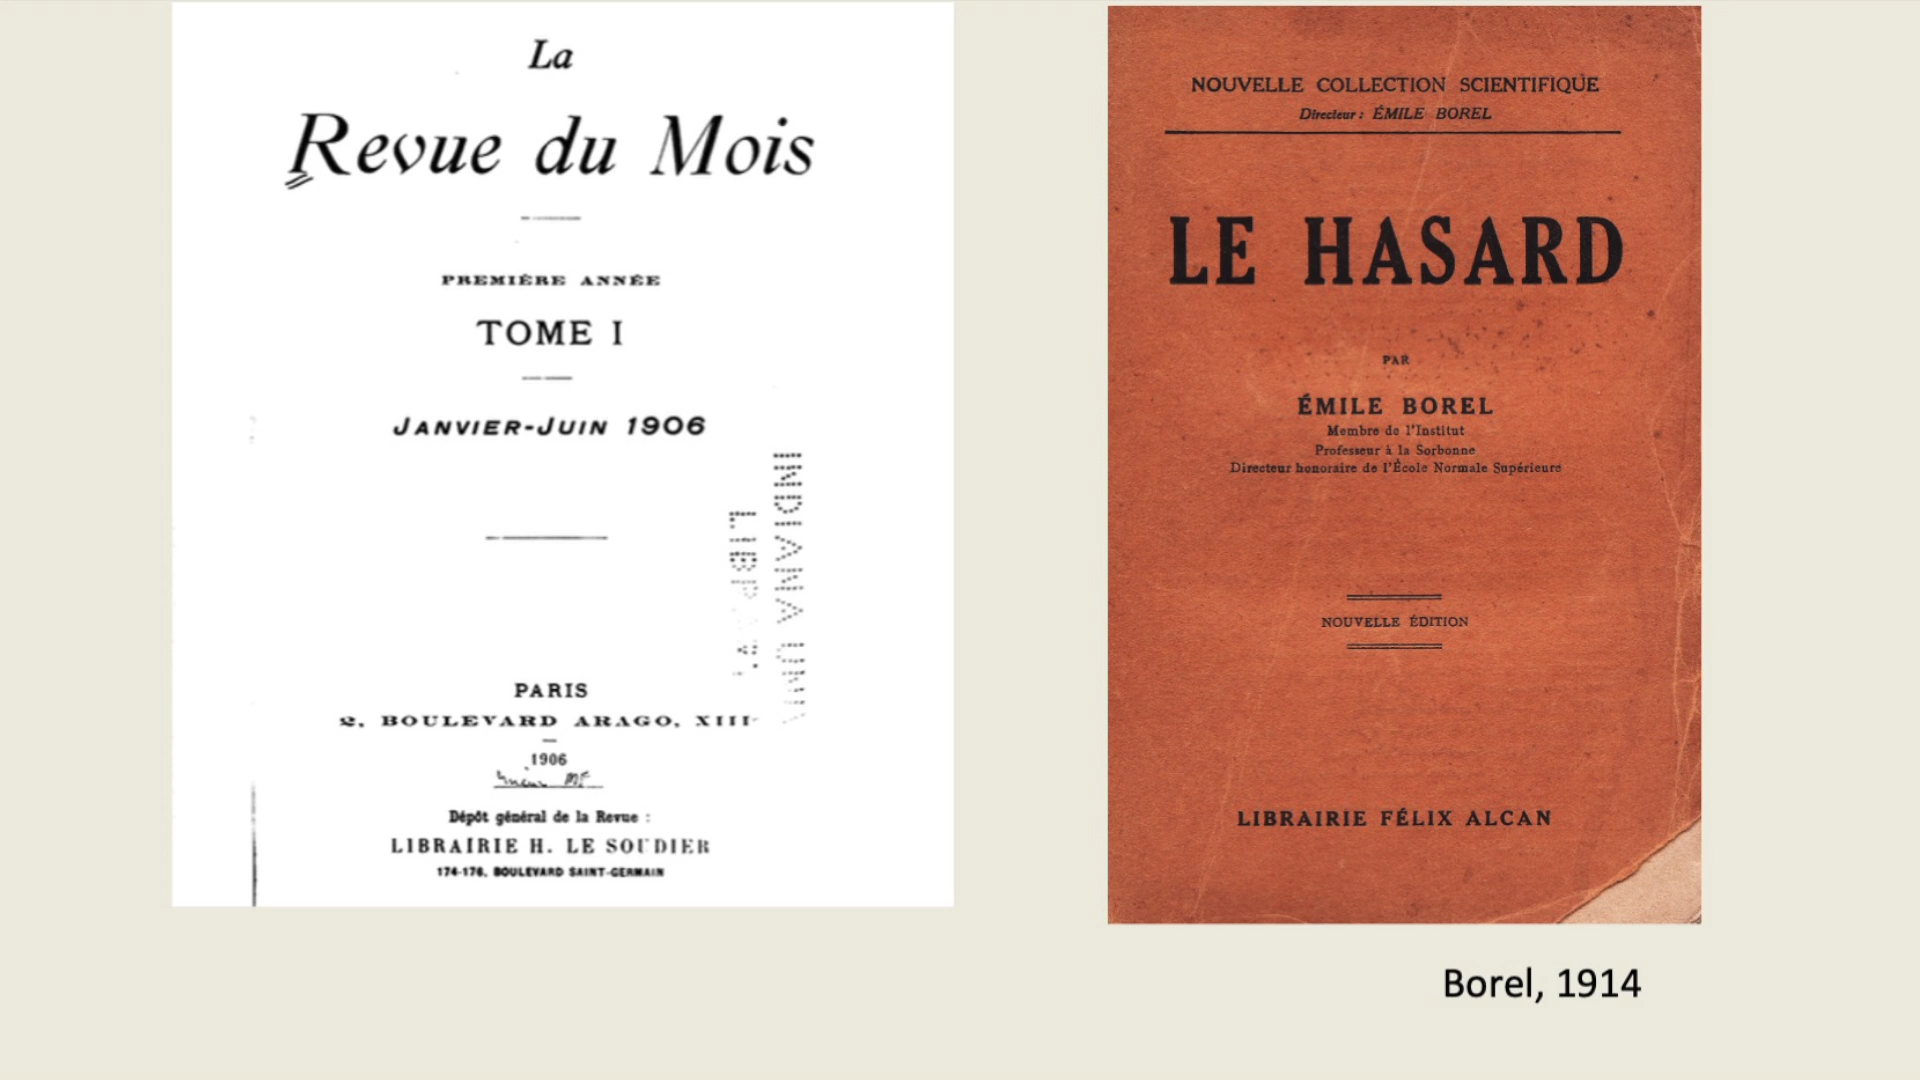 La
Revue du Mois
PREMIÈRE ANNÉE
TOME I
JANVIER-JUIN 1906
PARIS
2, BOULEVARD ARAGO, XIII
1906
Dépôt général de la Revue :
LIBRAIRIE H. LE SOUDIER
174-176, BOULEVARD SAINT-GERMAIN
NOUVELLE COLLECTION SCIENTIFIQUE
Directeur : ÉMILE BOREL
LE HASARD
PAR
ÉMILE BOREL
Membre de l'Institut
Professeur à la Sorbonne
Directeur honoraire de l'École Normale Supérieure
NOUVELLE ÉDITION
LIBRAIRIE FÉLIX ALCAN
Borel, 1914